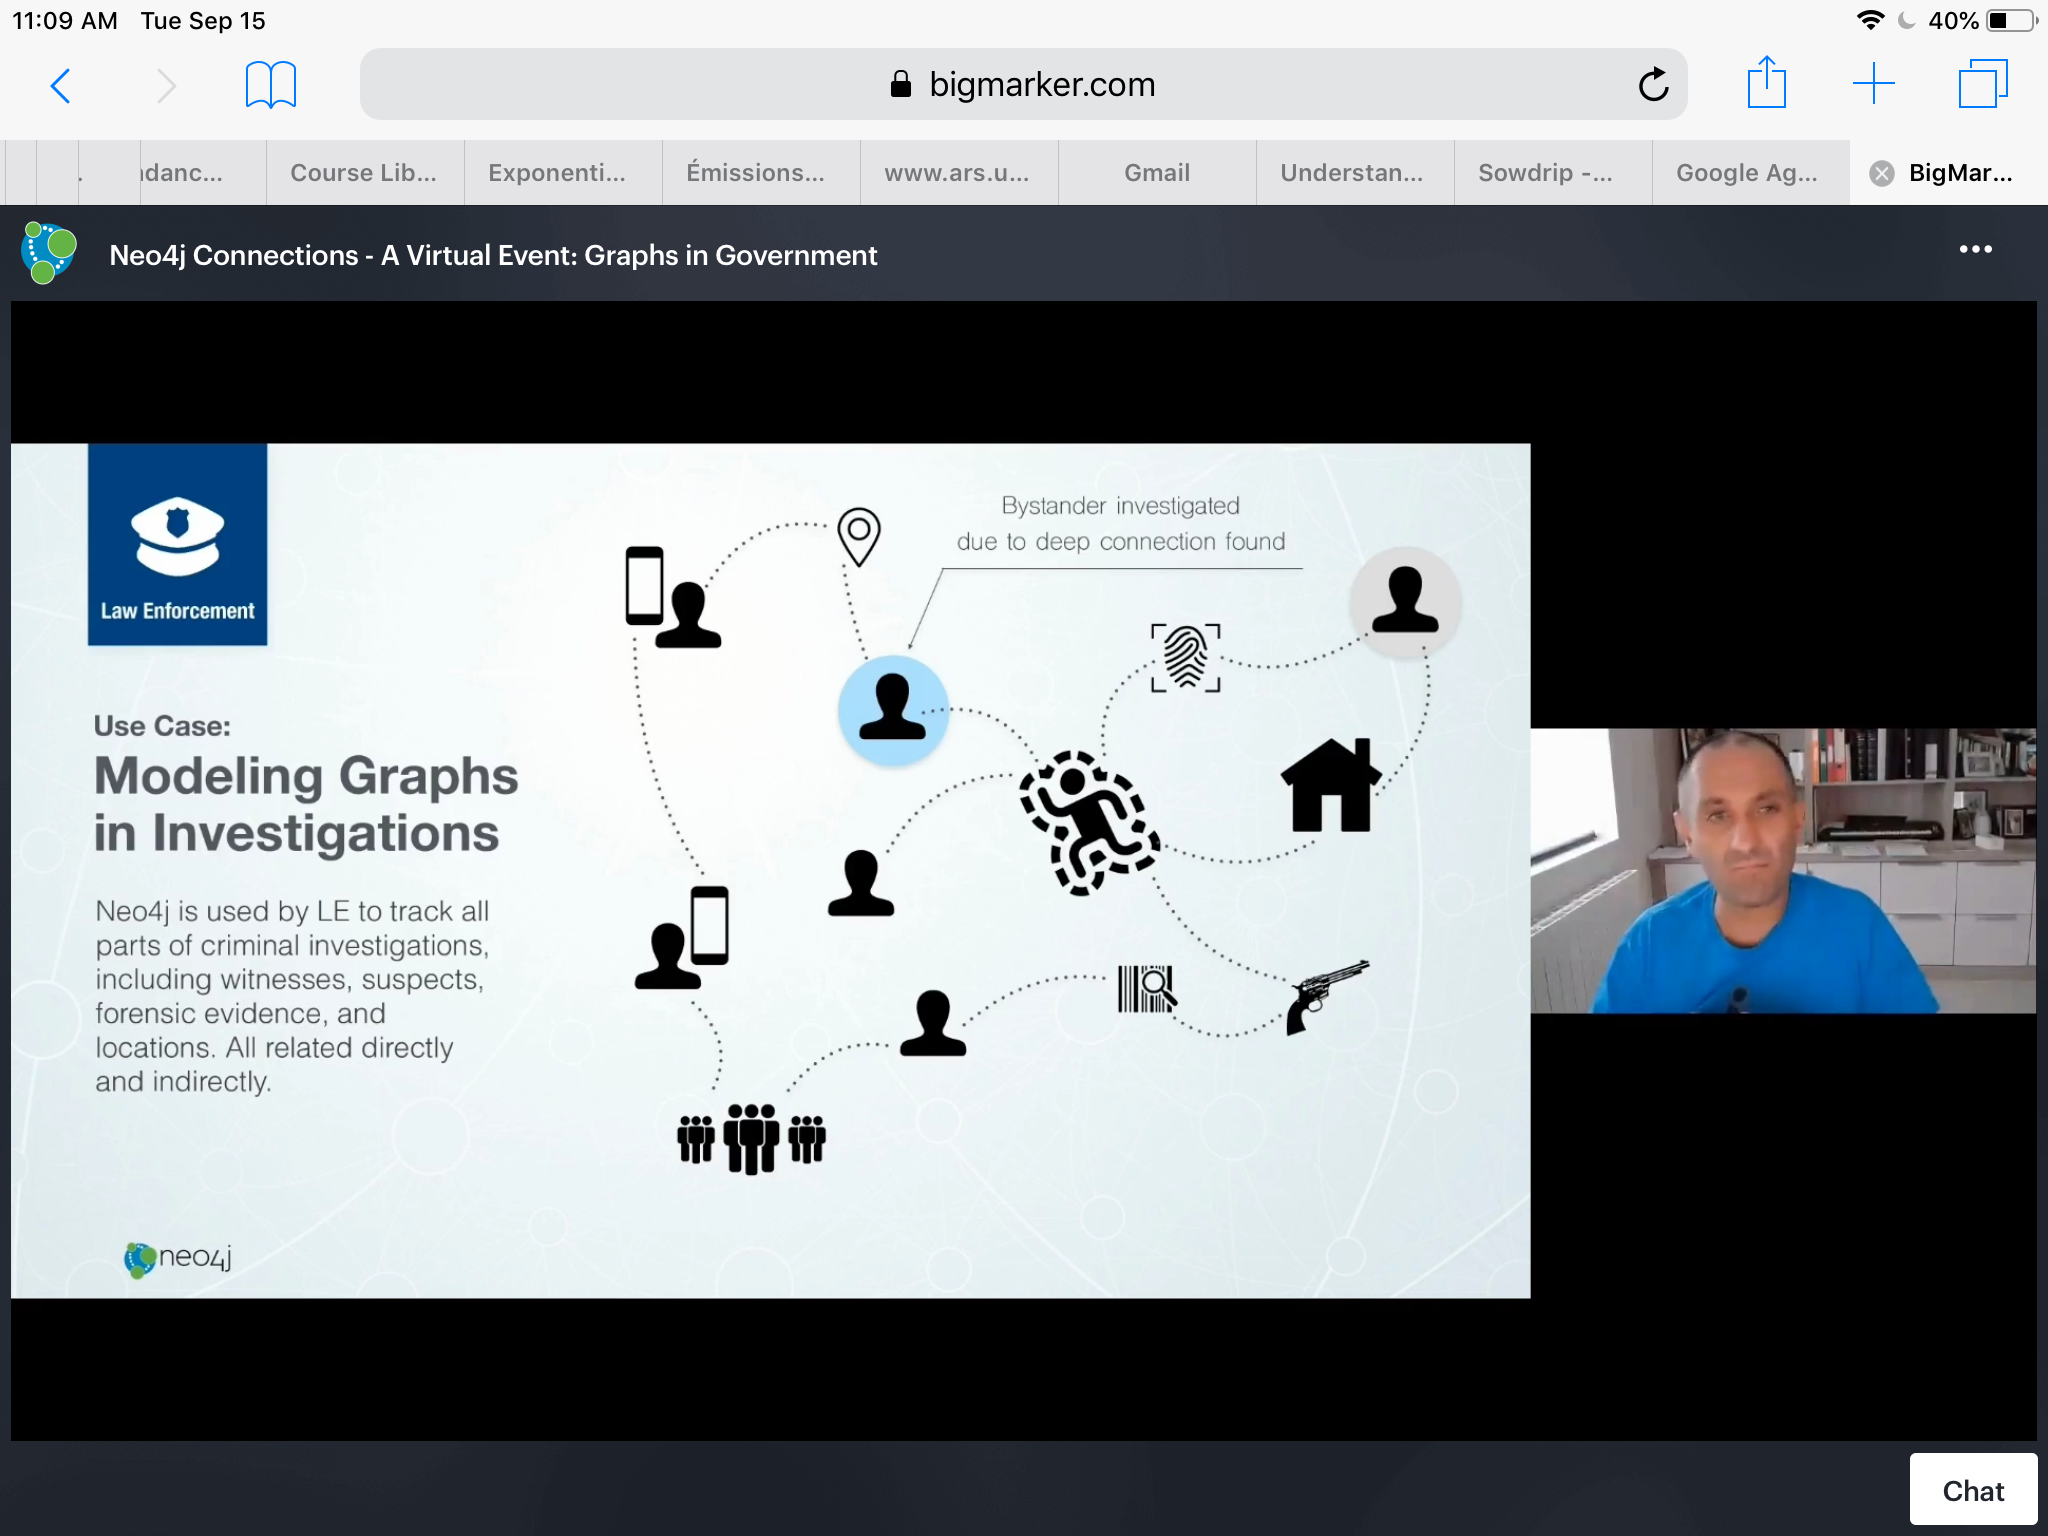 11:09 AM Tue Sep 15
40%
bigmarker.com
. ndanc... Course Lib... Exponenti... Émissions... www.ars.u... Gmail Understan... Sowdrip -... Google Ag... BigMar...
Neo4j Connections - A Virtual Event: Graphs in Government
Law Enforcement
Use Case:
Modeling Graphs
in Investigations
Neo4j is used by LE to track all
parts of criminal investigations,
including witnesses, suspects,
forensic evidence, and
locations. All related directly
and indirectly.
Bystander investigated
due to deep connection found
neo4j
Chat